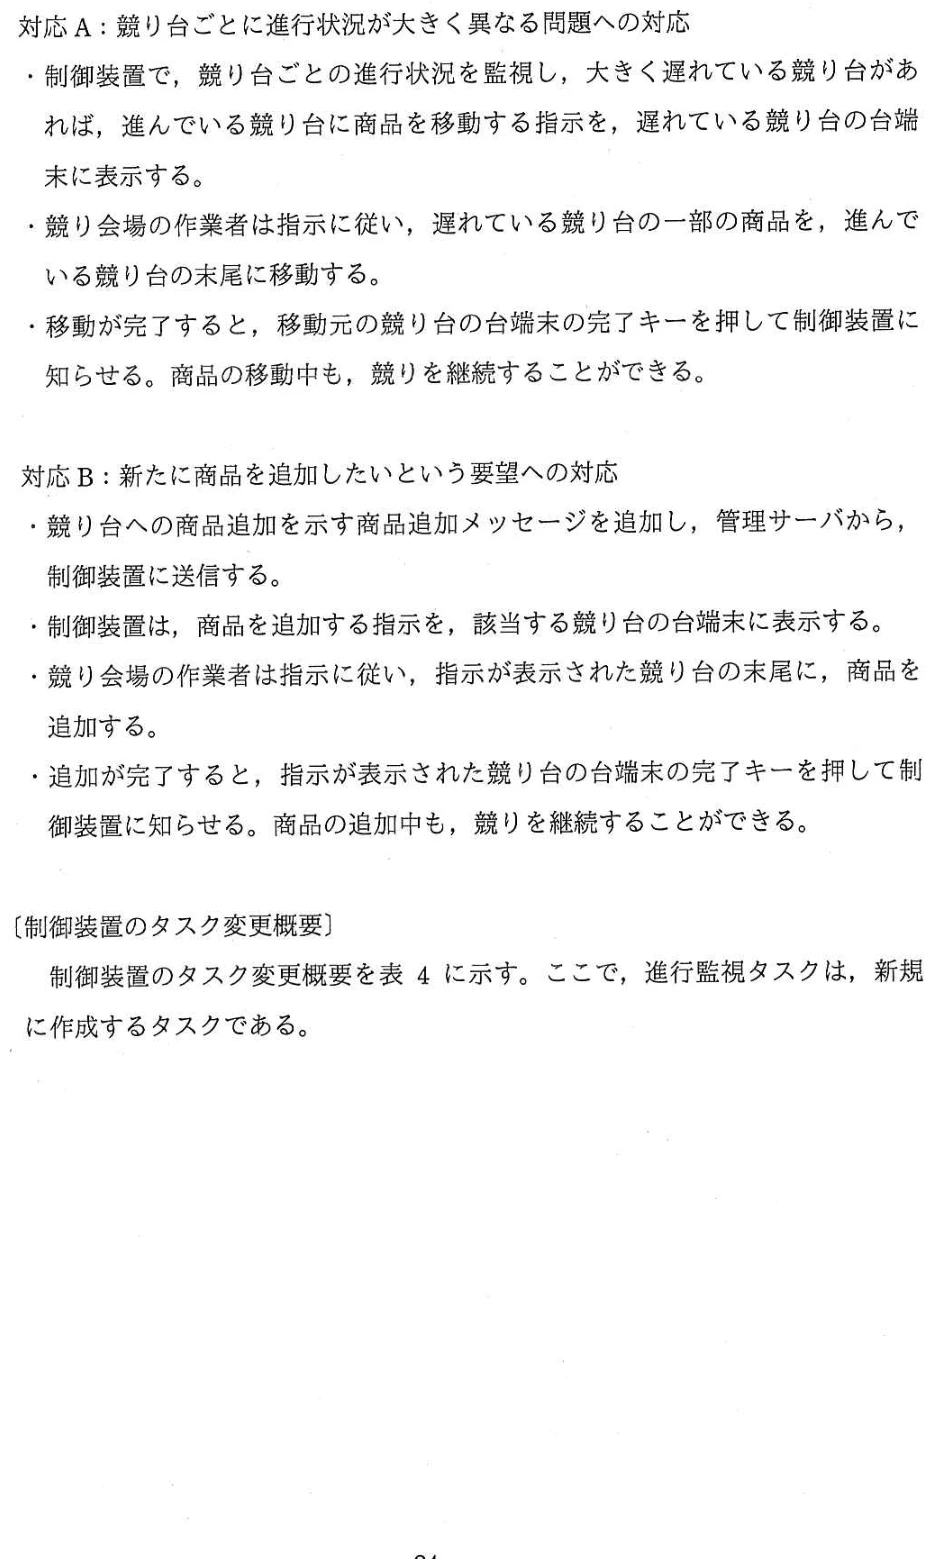 対応 A：競り台ごとに進行状況が大きく異なる問題への対応
・制御装置で，競り台ごとの進行状況を監視し，大きく遅れている競り台があ
れば，進んでいる競り台に商品を移動する指示を，遅れている競り台の台端
末に表示する。
・競り会場の作業者は指示に従い，遅れている競り台の一部の商品を，進んで
いる競り台の末尾に移動する。
・移動が完了すると，移動元の競り台の台端末の完了キーを押して制御装置に
知らせる。商品の移動中も，競りを継続することができる。
対応 B：新たに商品を追加したいという要望への対応
・競り台への商品追加を示す商品追加メッセージを追加し，管理サーバから，
制御装置に送信する。
・制御装置は，商品を追加する指示を，該当する競り台の台端末に表示する。
・競り会場の作業者は指示に従い，指示が表示された競り台の末尾に，商品を
追加する。
・追加が完了すると，指示が表示された競り台の台端末の完了キーを押して制
御装置に知らせる。商品の追加中も，競りを継続することができる。
〔制御装置のタスク変更概要〕
制御装置のタスク変更概要を表 4 に示す。ここで，進行監視タスクは，新規
に作成するタスクである。